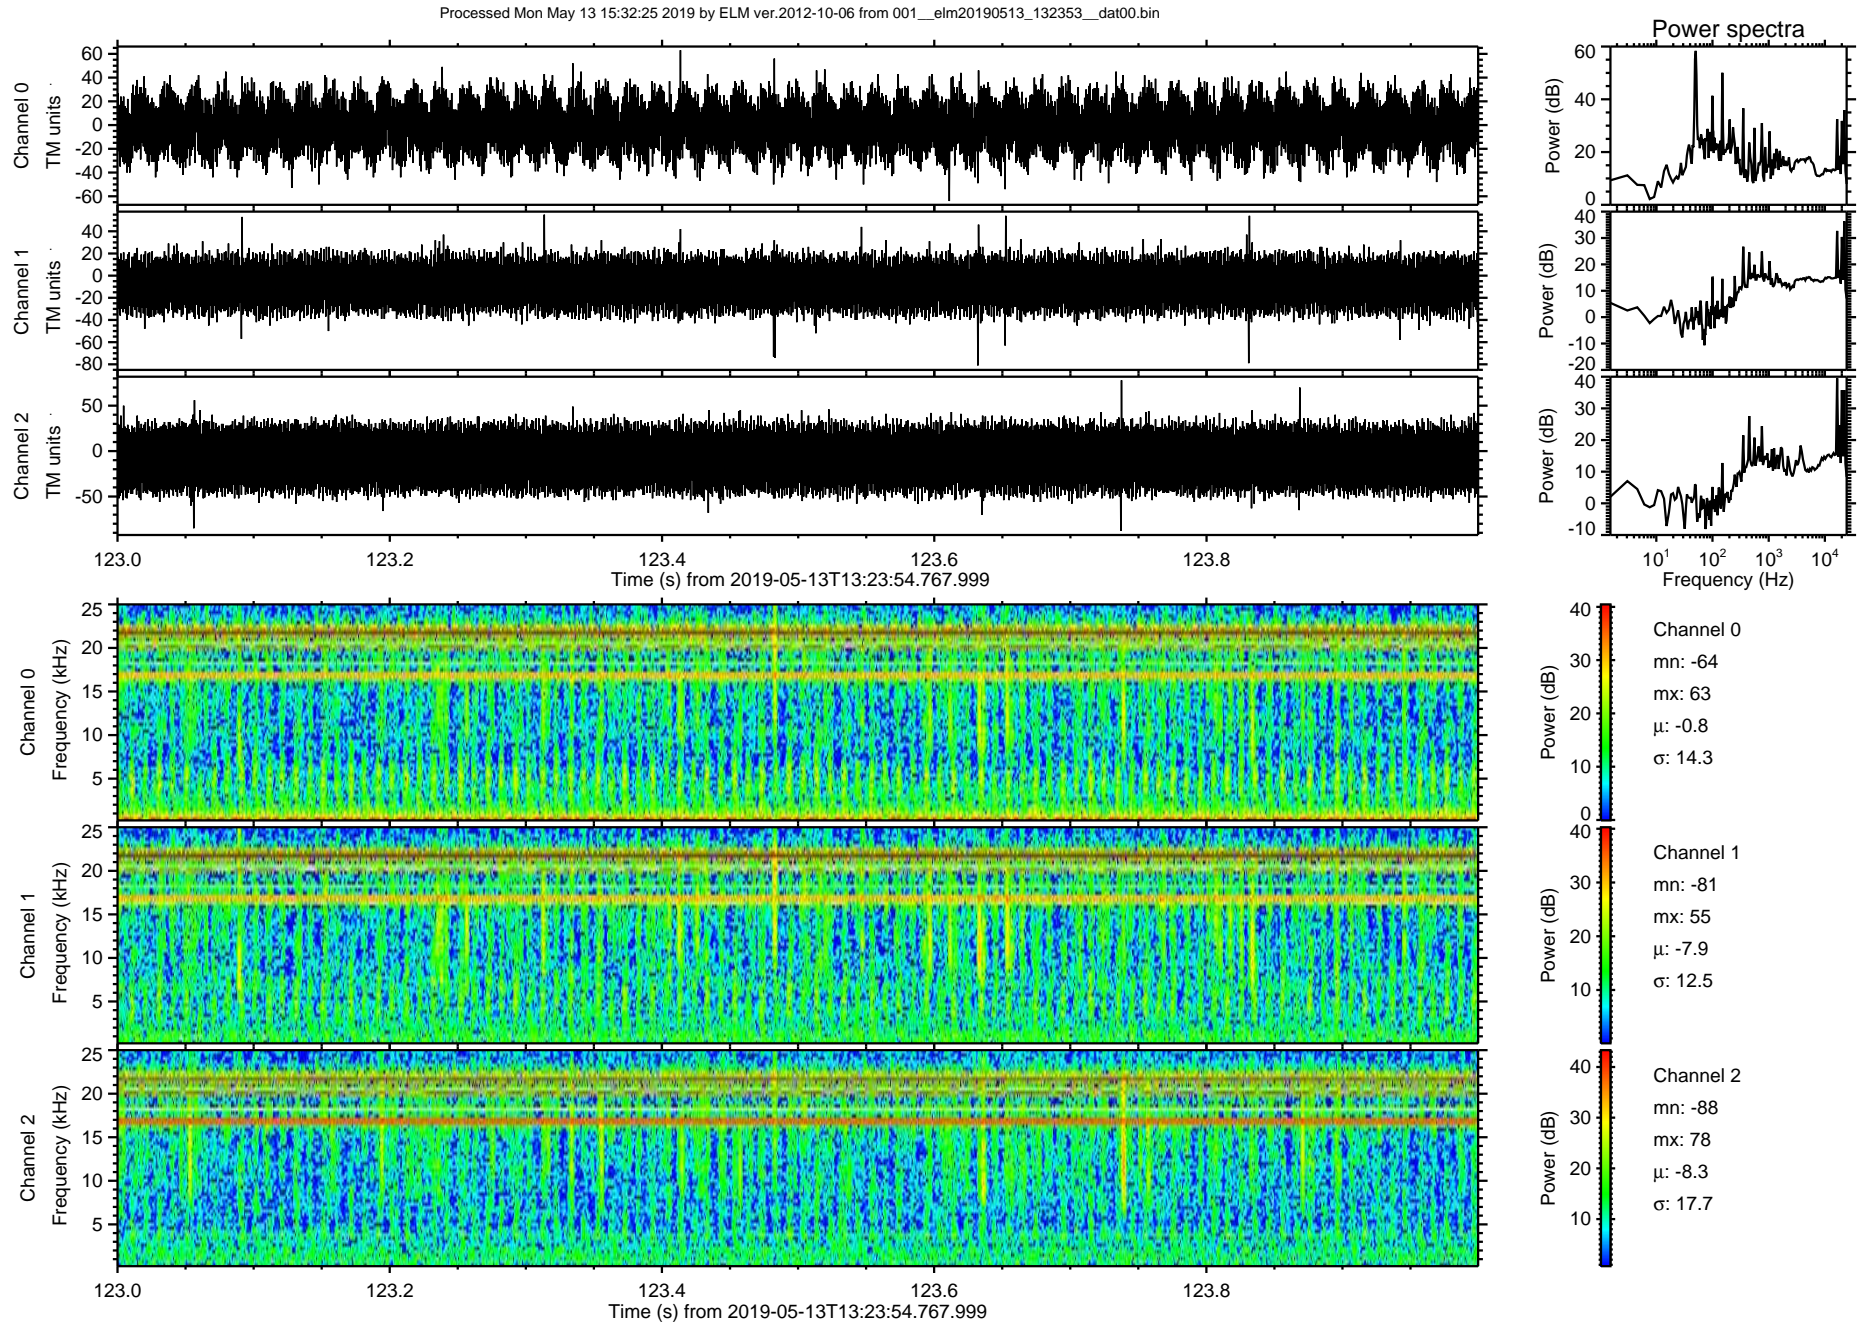 Processed Mon May 13 15:32:25 2019 by ELM ver.2012-10-06 from 001__elm20190513_132353__dat00.bin
Power spectra
Channel 0
TM units
60
40
20
0
-20
-40
-60
Power (dB)
60
40
20
0
Channel 1
TM units
40
20
0
-20
-40
-60
-80
Power (dB)
40
30
20
10
0
-10
-20
Channel 2
TM units
50
0
-50
Power (dB)
40
30
20
10
0
-10
123.0 123.2 123.4 123.6 123.8
Time (s) from 2019-05-13T13:23:54.767.999
10¹ 10² 10³ 10⁴
Frequency (Hz)
Channel 0
Frequency (kHz)
25
20
15
10
5
Power (dB)
40
30
20
10
0
Channel 0
mn: -64
mx: 63
μ: -0.8
σ: 14.3
Channel 1
Frequency (kHz)
25
20
15
10
5
Power (dB)
40
30
20
10
Channel 1
mn: -81
mx: 55
μ: -7.9
σ: 12.5
Channel 2
Frequency (kHz)
25
20
15
10
5
Power (dB)
40
30
20
10
Channel 2
mn: -88
mx: 78
μ: -8.3
σ: 17.7
123.0 123.2 123.4 123.6 123.8
Time (s) from 2019-05-13T13:23:54.767.999